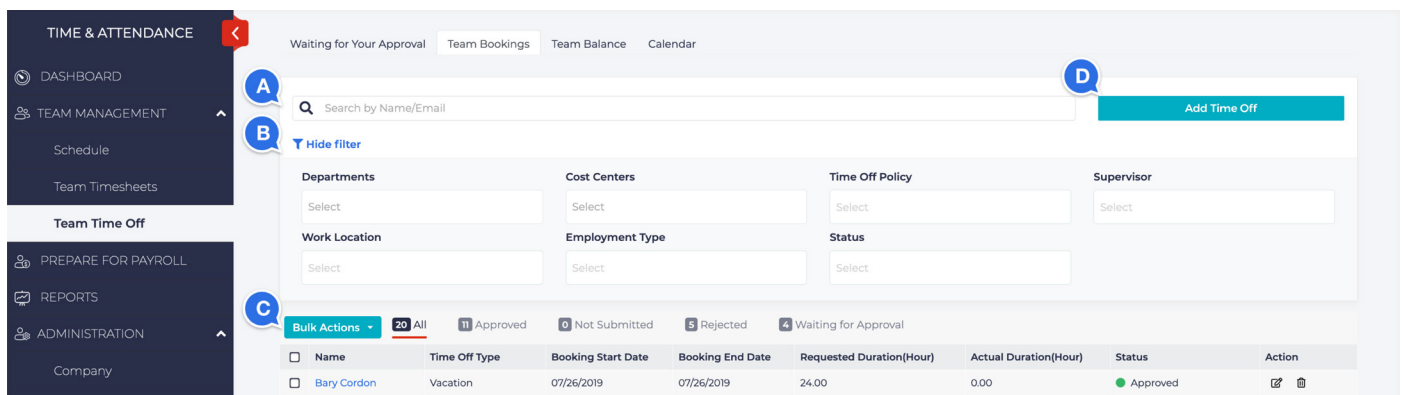 TIME & ATTENDANCE
DASHBOARD
TEAM MANAGEMENT
Schedule
Team Timesheets
Team Time Off
PREPARE FOR PAYROLL
REPORTS
ADMINISTRATION
Company
Waiting for Your Approval Team Bookings Team Balance Calendar
A
D
Search by Name/Email Add Time Off
B
Hide filter
Departments Cost Centers Time Off Policy Supervisor
Select Select Select Select
Work Location Employment Type Status
Select Select Select
C
Bulk Actions 20 All 11 Approved 0 Not Submitted 5 Rejected 4 Waiting for Approval
Name Time Off Type Booking Start Date Booking End Date Requested Duration(Hour) Actual Duration(Hour) Status Action
Bary Cordon Vacation 07/26/2019 07/26/2019 24.00 0.00 Approved